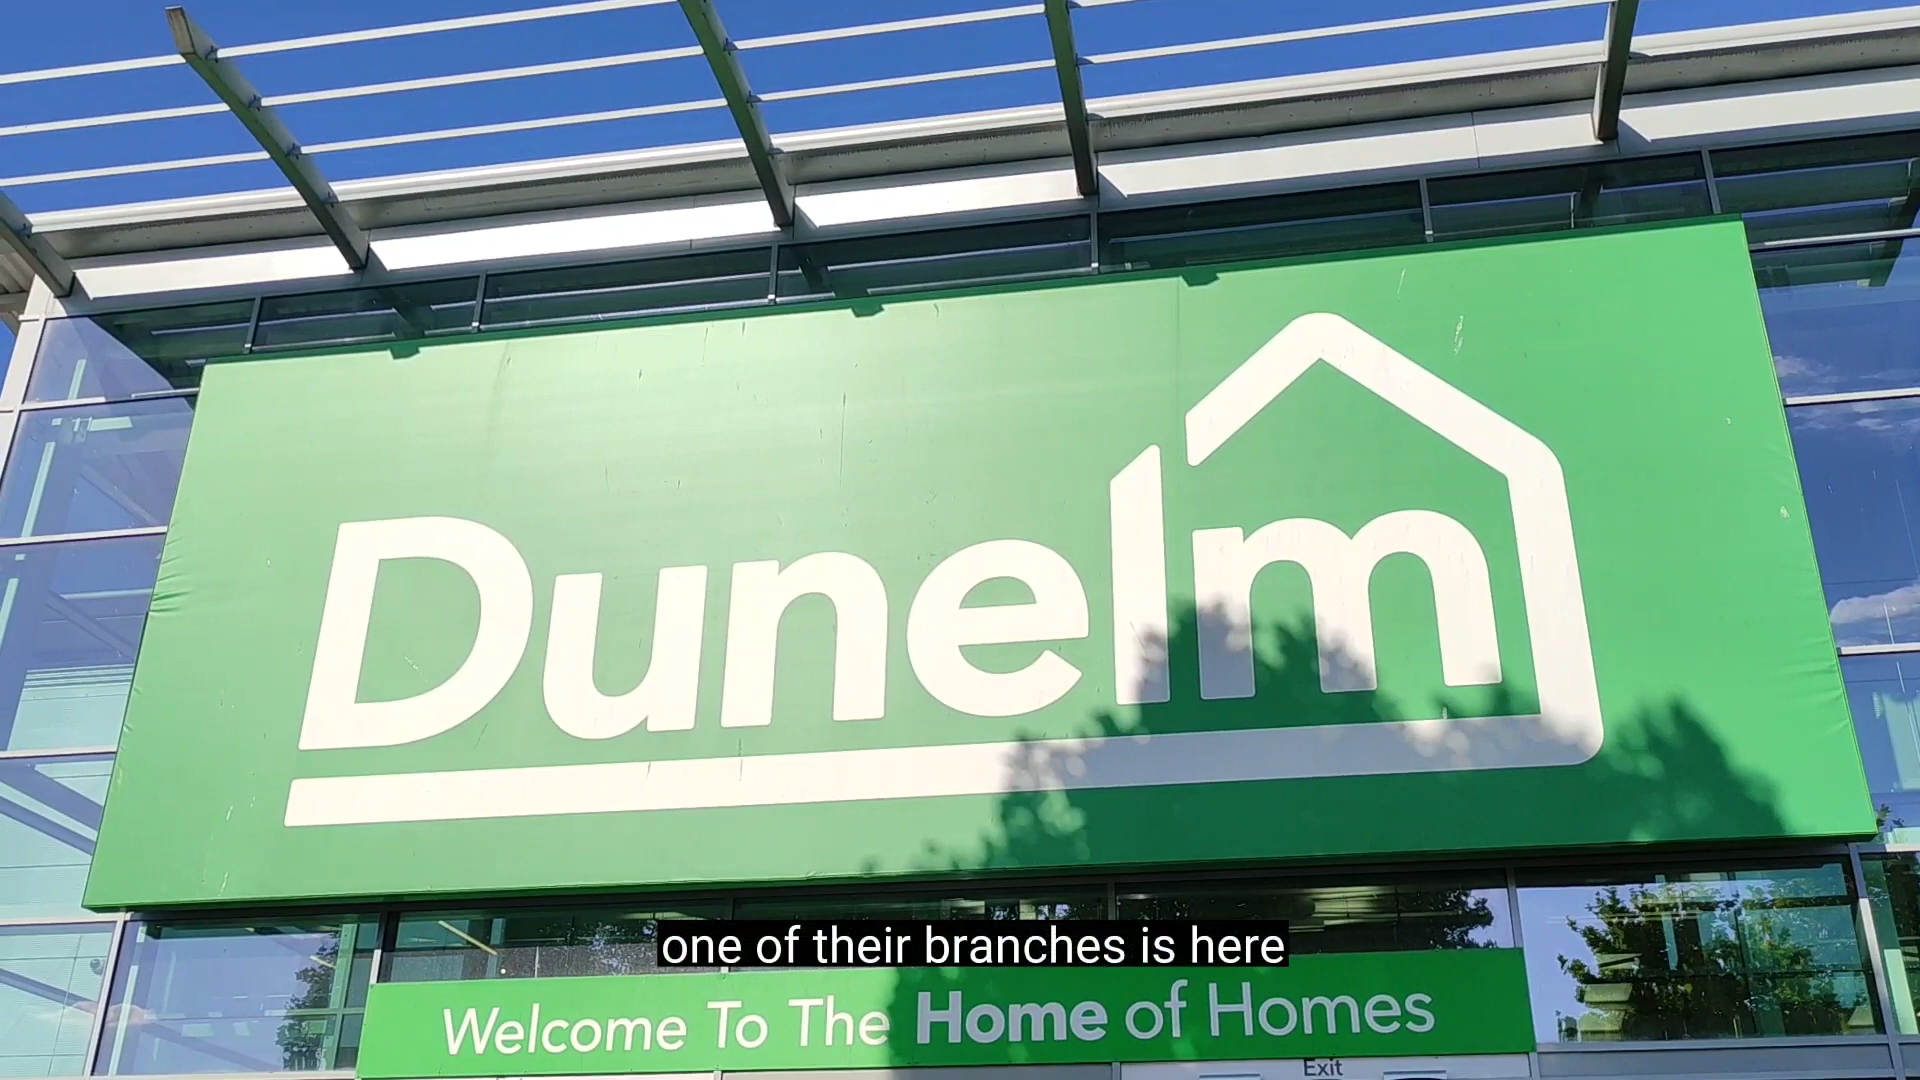 Dunelm
one of their branches is here
Welcome To The Home of Homes
Exit